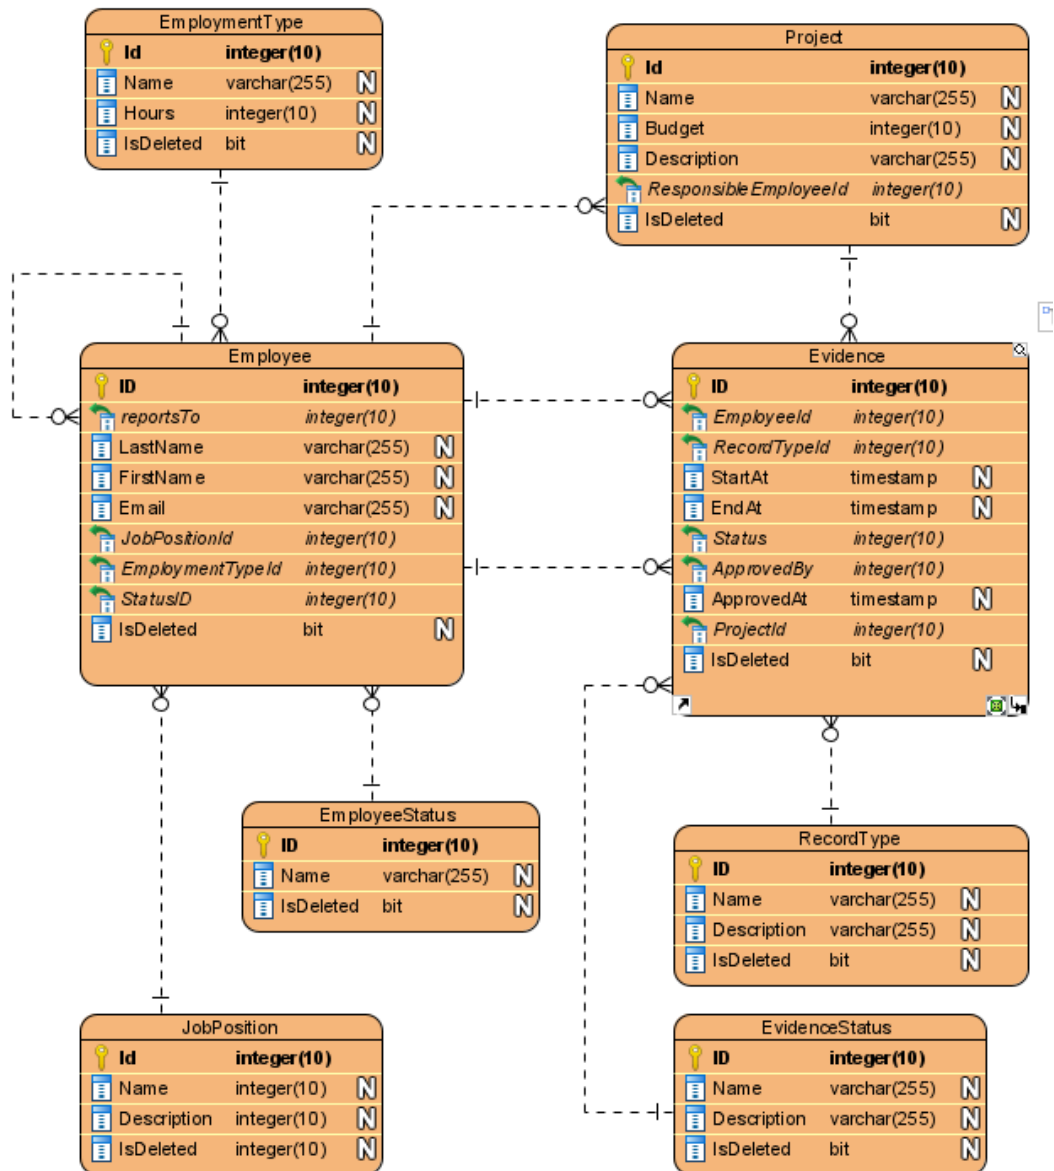 EmploymentType
Id integer(10)
Name varchar(255) N
Hours integer(10) N
IsDeleted bit N
Project
Id integer(10)
Name varchar(255) N
Budget integer(10) N
Description varchar(255) N
ResponsibleEmployeeId integer(10)
IsDeleted bit N
Employee
ID integer(10)
reportsTo integer(10)
LastName varchar(255) N
FirstName varchar(255) N
Email varchar(255) N
JobPositionId integer(10)
EmploymentTypeId integer(10)
StatusID integer(10)
IsDeleted bit N
Evidence
ID integer(10)
EmployeeId integer(10)
RecordTypeId integer(10)
StartAt timestamp N
EndAt timestamp N
Status integer(10)
ApprovedBy integer(10)
ApprovedAt timestamp N
ProjectId integer(10)
IsDeleted bit N
EmployeeStatus
ID integer(10)
Name varchar(255) N
IsDeleted bit N
RecordType
ID integer(10)
Name varchar(255) N
Description varchar(255) N
IsDeleted bit N
JobPosition
Id integer(10)
Name integer(10) N
Description integer(10) N
IsDeleted integer(10) N
EvidenceStatus
ID integer(10)
Name varchar(255) N
Description varchar(255) N
IsDeleted bit N